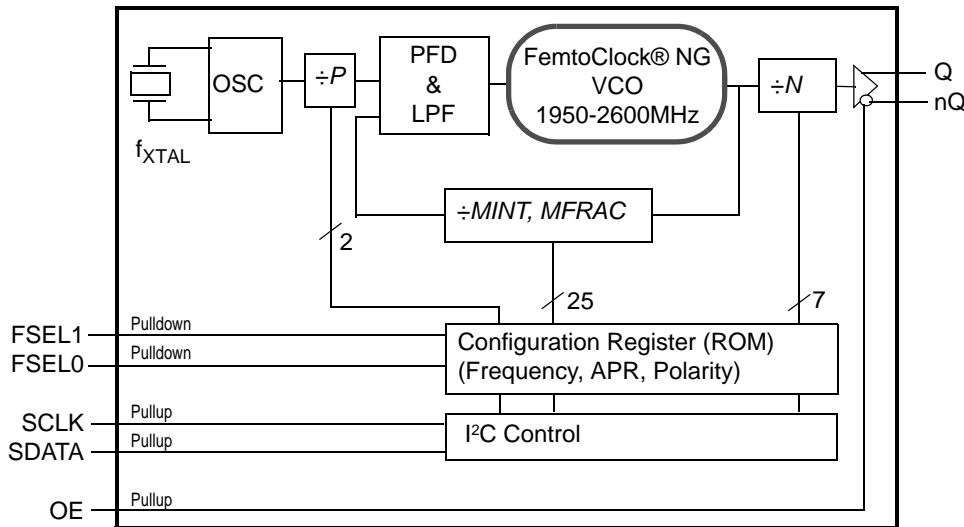 OSC
÷P
PFD
&
LPF
FemtoClock® NG
VCO
1950-2600MHz
÷N
Q
nQ
fXTAL
÷MINT, MFRAC
2
25
7
FSEL1
Pulldown
FSEL0
Pulldown
Configuration Register (ROM)
(Frequency, APR, Polarity)
SCLK
Pullup
SDATA
Pullup
I²C Control
OE
Pullup